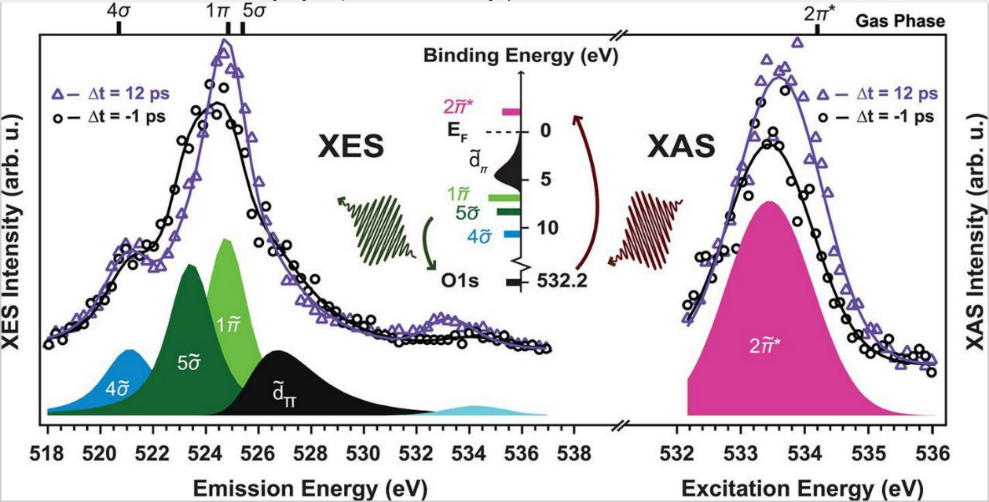 4σ 1π 5σ 2π* Gas Phase
XES Intensity (arb. u.)
△ — Δt = 12 ps
o — Δt = -1 ps
XES
Binding Energy (eV)
2π̃*
E_F 0
d̃_π
5
1π̃
5σ̃
10
4σ̃
O1s 532.2
XAS
△ — Δt = 12 ps
o — Δt = -1 ps
XAS Intensity (arb. u.)
4σ̃
5σ̃
1π̃
d̃_π
2π̃*
518 520 522 524 526 528 530 532 534 536 538
532 533 534 535 536
Emission Energy (eV)
Excitation Energy (eV)